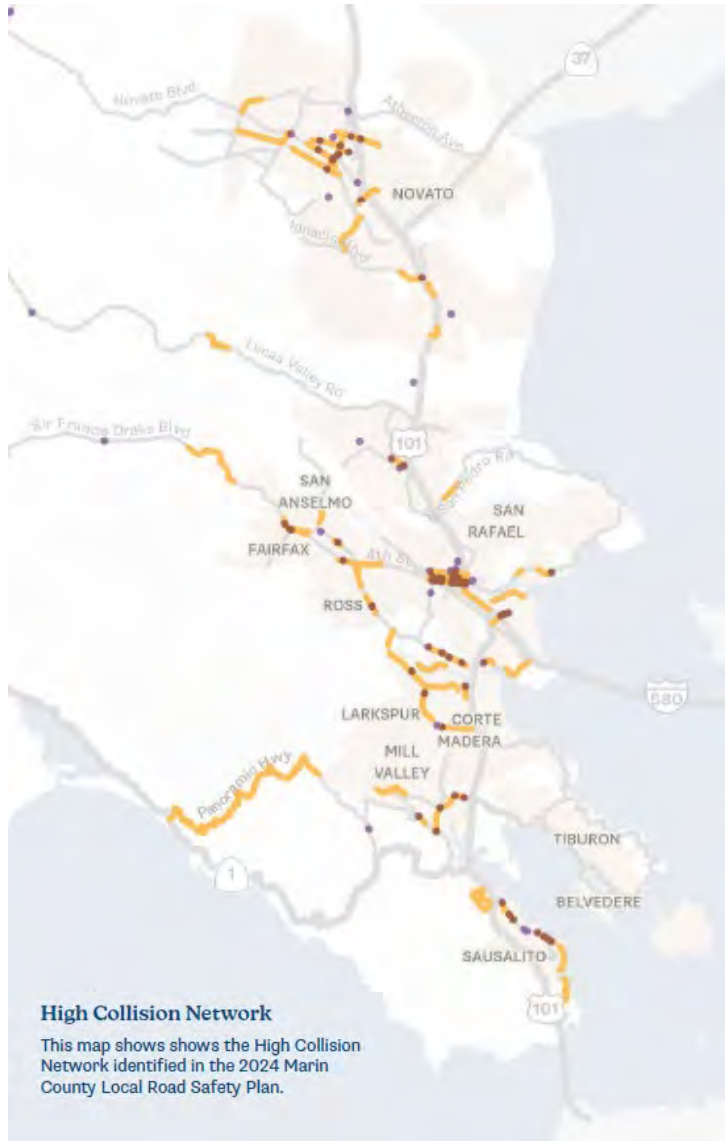 37
Novato Blvd
Atherton Ave
NOVATO
Ignacio Blvd
Lucas Valley Rd
Sir Francis Drake Blvd
101
San Pedro Rd
SAN
ANSELMO
SAN
RAFAEL
FAIRFAX
4th St
ROSS
580
LARKSPUR
CORTE
MADERA
MILL
VALLEY
Panoramic Hwy
TIBURON
1
BELVEDERE
SAUSALITO
101
High Collision Network
This map shows shows the High Collision
Network identified in the 2024 Marin
County Local Road Safety Plan.